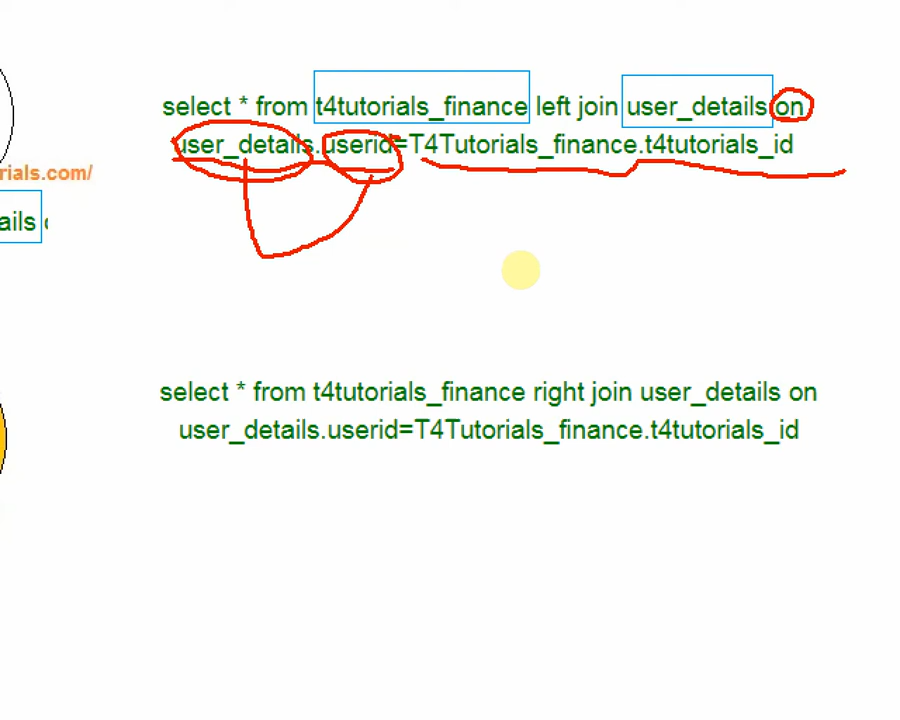 select * from t4tutorials_finance left join user_details on
user_details.userid=T4Tutorials_finance.t4tutorials_id
rials.com/
ails
select * from t4tutorials_finance right join user_details on
user_details.userid=T4Tutorials_finance.t4tutorials_id